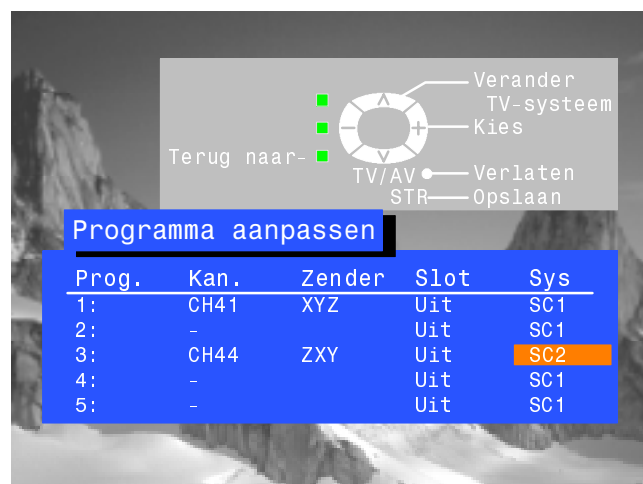 Verander
TV-systeem
Kies
Terug naar-
TV/AV
Verlaten
STR
Opslaan
Programma aanpassen
Prog. Kan. Zender Slot Sys
1: CH41 XYZ Uit SC1
2: - Uit SC1
3: CH44 ZXY Uit SC2
4: - Uit SC1
5: - Uit SC1